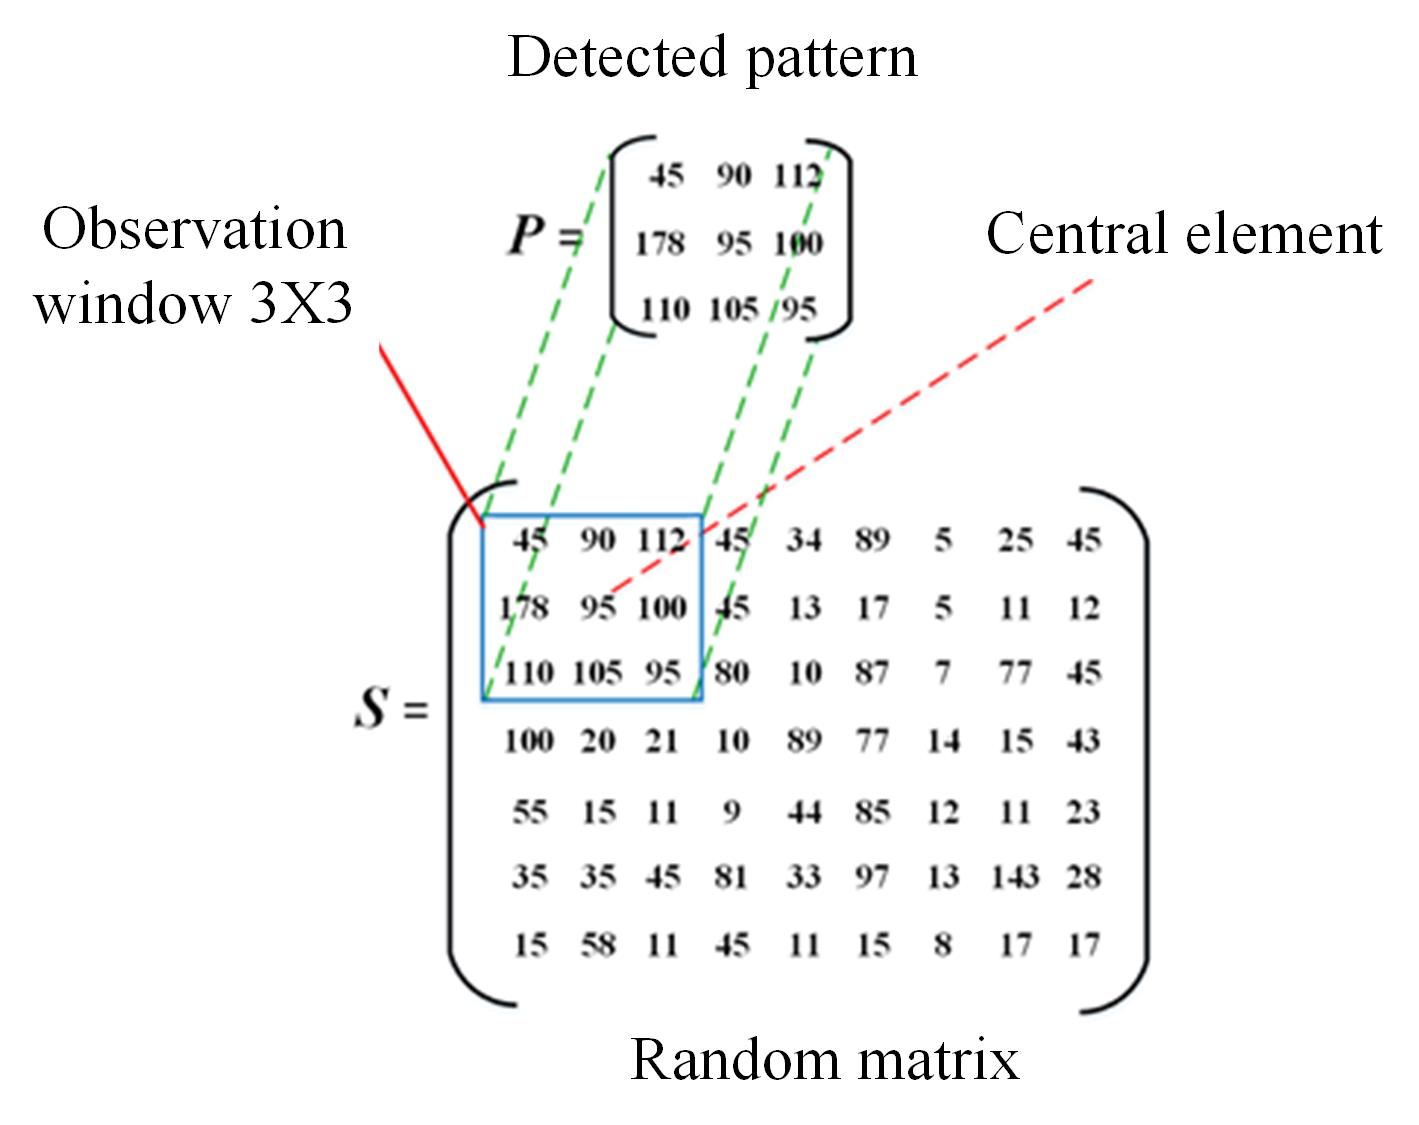 Detected pattern
45 90 112
P = 178 95 100
110 105 95
Observation
window 3X3
Central element
45 90 112 45 34 89 5 25 45
178 95 100 45 13 17 5 11 12
110 105 95 80 10 87 7 77 45
S =
100 20 21 10 89 77 14 15 43
55 15 11 9 44 85 12 11 23
35 35 45 81 33 97 13 143 28
15 58 11 45 11 15 8 17 17
Random matrix